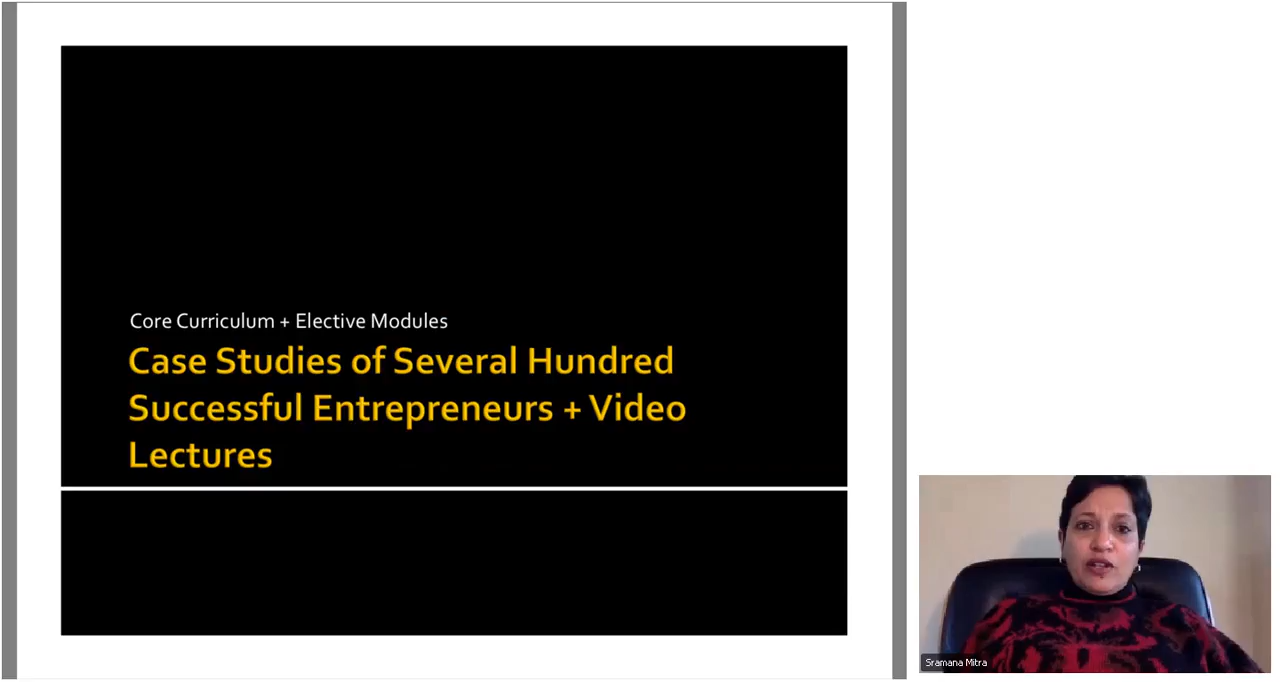 Core Curriculum + Elective Modules
Case Studies of Several Hundred
Successful Entrepreneurs + Video
Lectures
Sramana Mitra